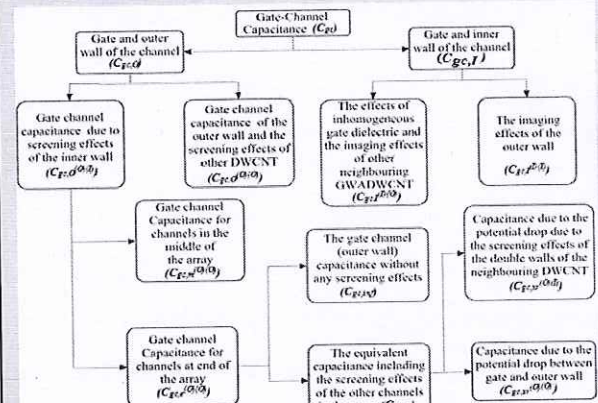 Gate-Channel
Capacitance (Cgc)
Gate and outer
wall of the channel
(Cgc,O)
Gate and inner
wall of the channel
(Cgc,I)
Gate channel
capacitance due to
screening effects
of the inner wall
Gate channel
capacitance of the
outer wall and the
screening effects of
other DWCNT
The effects of
inhomogeneous
gate dielectric and
the imaging effects
of other
neighbouring
GWADWCNT
The imaging
effects of the
outer wall
Gate channel
Capacitance for
channels in the
middle of
the array
The gate channel
(outer wall)
capacitance without
any screening effects
(Cgc,inf)
Capacitance due to the
potential drop due to
the screening effects of
the double walls of the
neighbouring DWCNT
Gate channel
Capacitance for
channels at end of
the array
The equivalent
capacitance including
the screening effects
of the other channels
Capacitance due to the
potential drop between
gate and outer wall